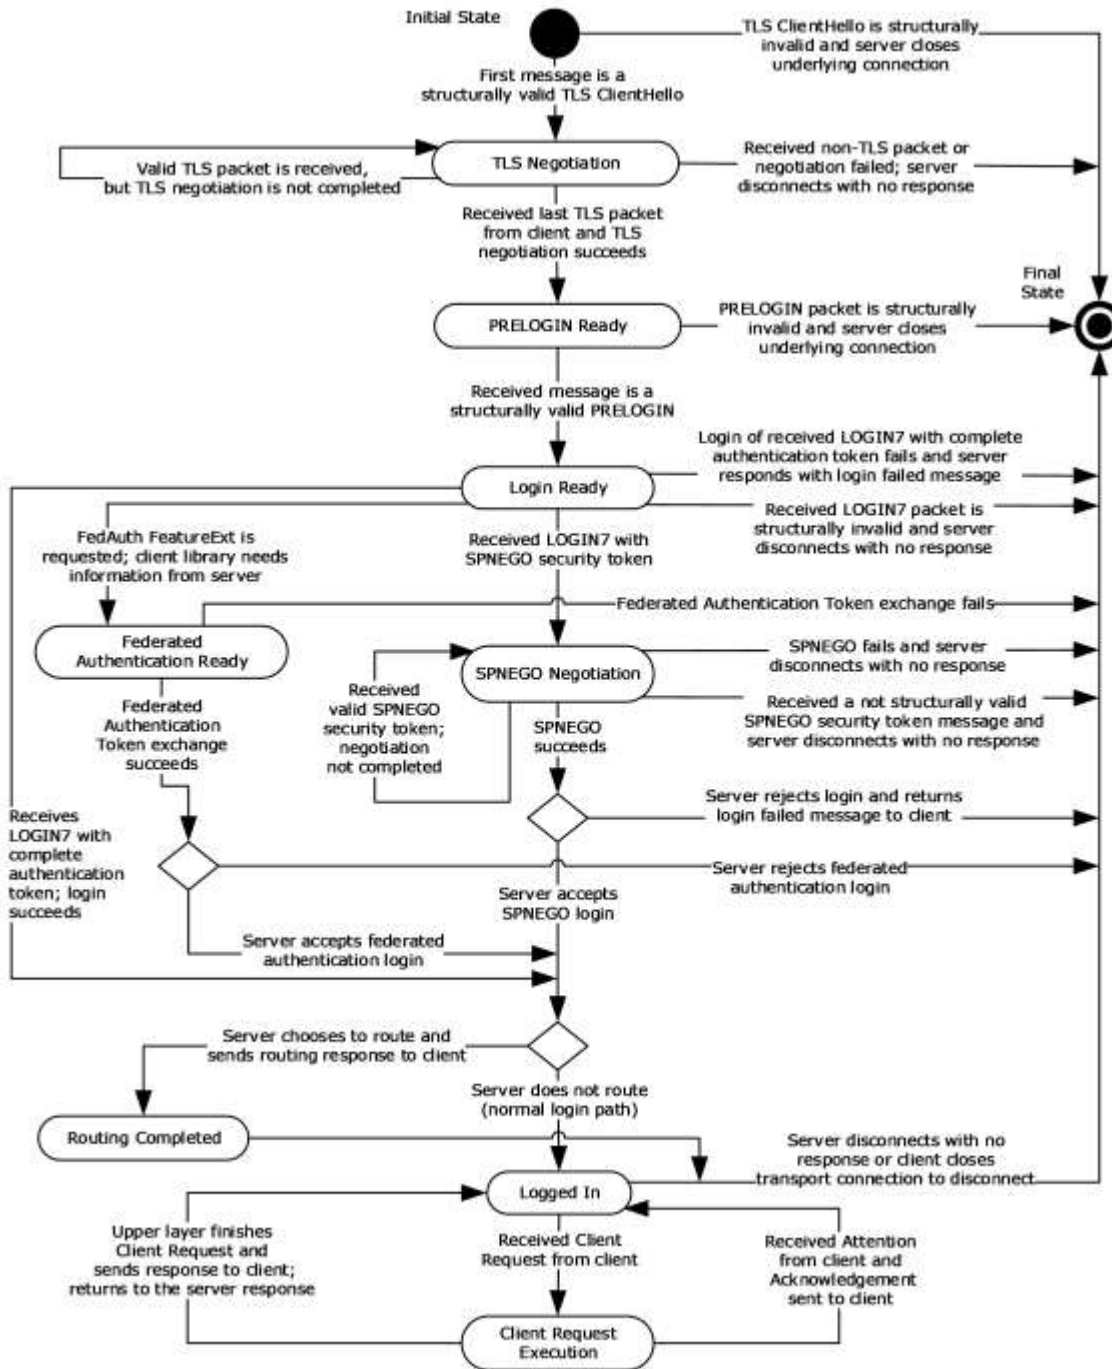 Initial State
TLS ClientHello is structurally
invalid and server closes
underlying connection
First message is a
structurally valid TLS ClientHello
TLS Negotiation
Valid TLS packet is received,
but TLS negotiation is not completed
Received non-TLS packet or
negotiation failed; server
disconnects with no response
Received last TLS packet
from client and TLS
negotiation succeeds
Final
State
PRELOGIN Ready
PRELOGIN packet is structurally
invalid and server closes
underlying connection
Received message is a
structurally valid PRELOGIN
Login of received LOGIN7 with complete
authentication token fails and server
responds with login failed message
Login Ready
Received LOGIN7 packet is
structurally invalid and server
disconnects with no response
FedAuth FeatureExt is
requested; client library needs
information from server
Received LOGIN7 with
SPNEGO security token
Federated Authentication Token exchange fails
Federated
Authentication Ready
SPNEGO Negotiation
SPNEGO fails and server
disconnects with no response
Received
valid SPNEGO
security token;
negotiation
not completed
Received a not structurally valid
SPNEGO security token message and
server disconnects with no response
Federated
Authentication
Token exchange
succeeds
SPNEGO
succeeds
Server rejects login and returns
login failed message to client
Receives
LOGIN7 with
complete
authentication
token; login
succeeds
Server rejects federated
authentication login
Server accepts
SPNEGO login
Server accepts federated
authentication login
Server chooses to route and
sends routing response to client
Server does not route
(normal login path)
Routing Completed
Server disconnects with no
response or client closes
transport connection to disconnect
Logged In
Upper layer finishes
Client Request and
sends response to client;
returns to the server response
Received Client
Request from client
Received Attention
from client and
Acknowledgement
sent to client
Client Request
Execution